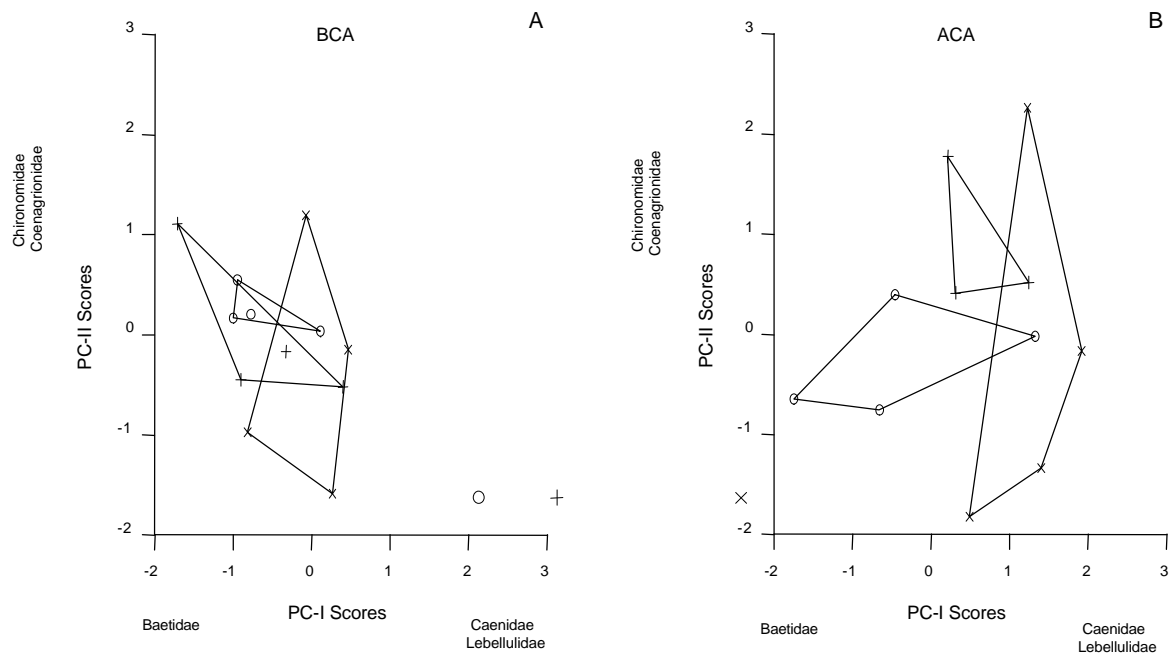 A
BCA
3
2
1
0
-1
-2
-2 -1 0 1 2 3
PC-II Scores
Chironomidae
Coenagrionidae
PC-I Scores
Baetidae
Caenidae
Lebellulidae
B
ACA
3
2
1
0
-1
-2
-2 -1 0 1 2 3
PC-II Scores
Chironomidae
Coenagrionidae
PC-I Scores
Baetidae
Caenidae
Lebellulidae